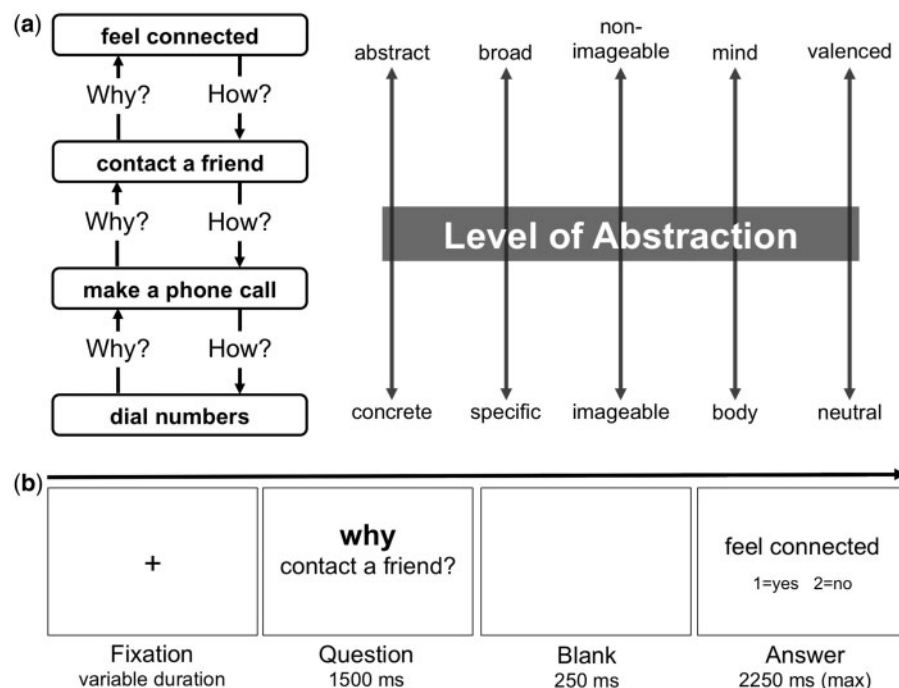 (a)
feel connected
Why? How?
contact a friend
Why? How?
make a phone call
Why? How?
dial numbers
abstract broad non-
imageable mind valenced
Level of Abstraction
concrete specific imageable body neutral
(b)
+
why
contact a friend?
feel connected
1=yes 2=no
Fixation Question Blank Answer
variable duration 1500 ms 250 ms 2250 ms (max)